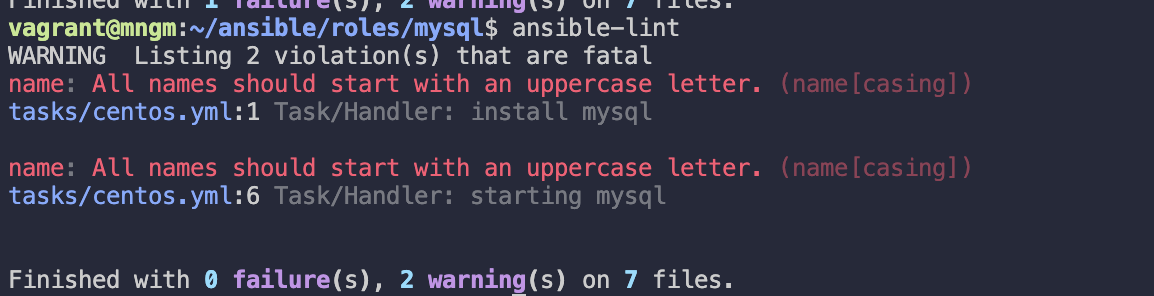 Finished with 1 failure(s), 2 warning(s) on 7 files.
vagrant@mngm:~/ansible/roles/mysql$ ansible-lint
WARNING  Listing 2 violation(s) that are fatal
name: All names should start with an uppercase letter. (name[casing])
tasks/centos.yml:1 Task/Handler: install mysql
name: All names should start with an uppercase letter. (name[casing])
tasks/centos.yml:6 Task/Handler: starting mysql
Finished with 0 failure(s), 2 warning(s) on 7 files.